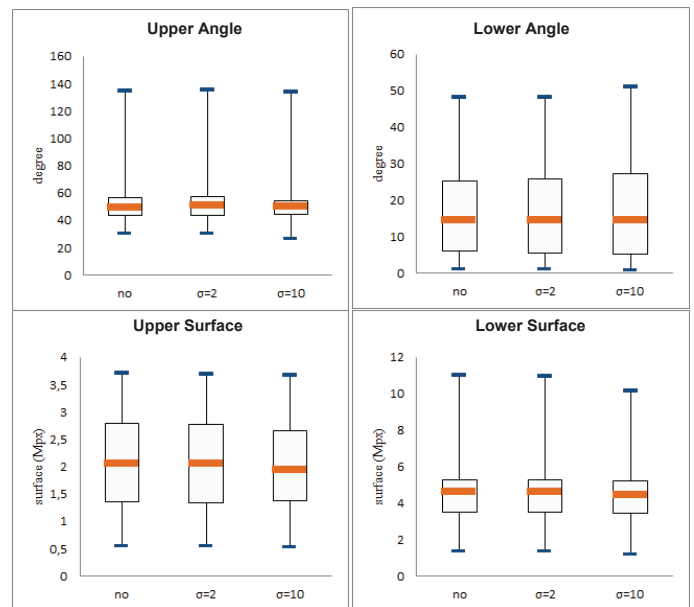 Upper Angle
160
140
120
100
80
60
40
20
0
degree
no σ=2 σ=10
Lower Angle
60
50
40
30
20
10
0
degree
no σ=2 σ=10
Upper Surface
4
3,5
3
2,5
2
1,5
1
0,5
0
surface (Mpx)
no σ=2 σ=10
Lower Surface
12
10
8
6
4
2
0
surface (Mpx)
no σ=2 σ=10